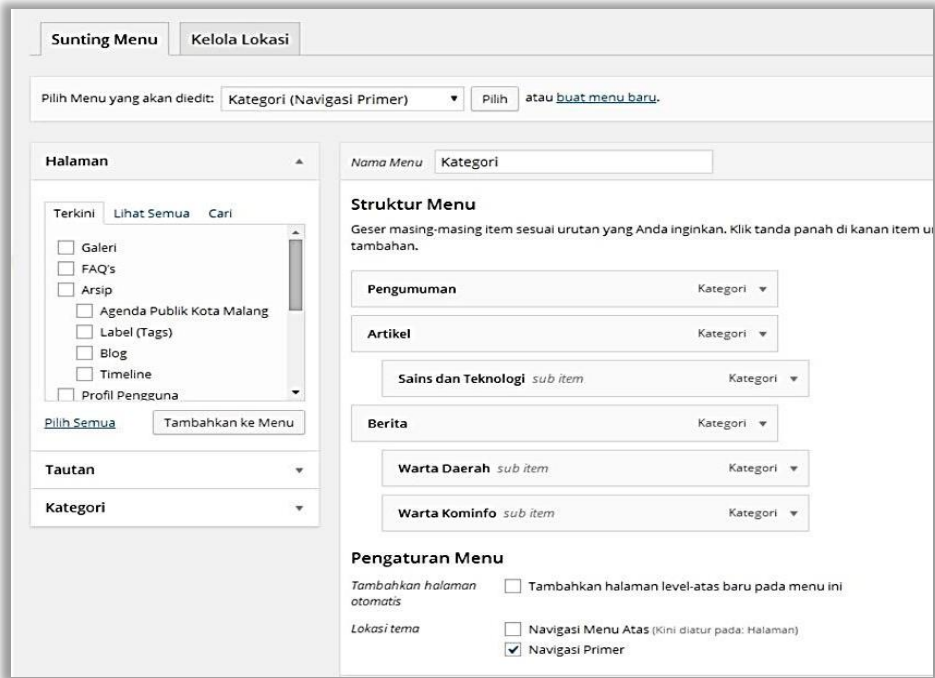 Sunting Menu Kelola Lokasi
Pilih Menu yang akan diedit: Kategori (Navigasi Primer) Pilih atau buat menu baru.
Halaman
Terkini Lihat Semua Cari
Galeri
FAQ's
Arsip
Agenda Publik Kota Malang
Label (Tags)
Blog
Timeline
Profil Pengguna
Pilih Semua Tambahkan ke Menu
Tautan
Kategori
Nama Menu Kategori
Struktur Menu
Geser masing-masing item sesuai urutan yang Anda inginkan. Klik tanda panah di kanan item
tambahan.
Pengumuman Kategori
Artikel Kategori
Sains dan Teknologi sub item Kategori
Berita Kategori
Warta Daerah sub item Kategori
Warta Kominfo sub item Kategori
Pengaturan Menu
Tambahkan halaman otomatis Tambahkan halaman level-atas baru pada menu ini
Lokasi tema Navigasi Menu Atas (Kini diatur pada: Halaman)
Navigasi Primer